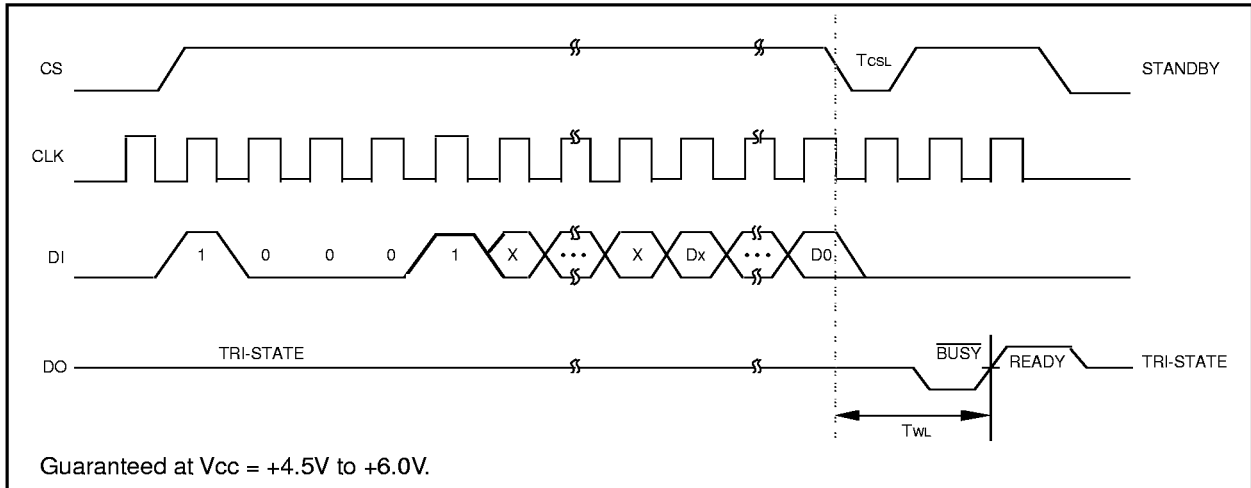 CS
TCSL
STANDBY
CLK
DI
1 0 0 0 1 X ... X Dx ... D0
DO
TRI-STATE
BUSY
READY
TRI-STATE
TWL
Guaranteed at Vcc = +4.5V to +6.0V.